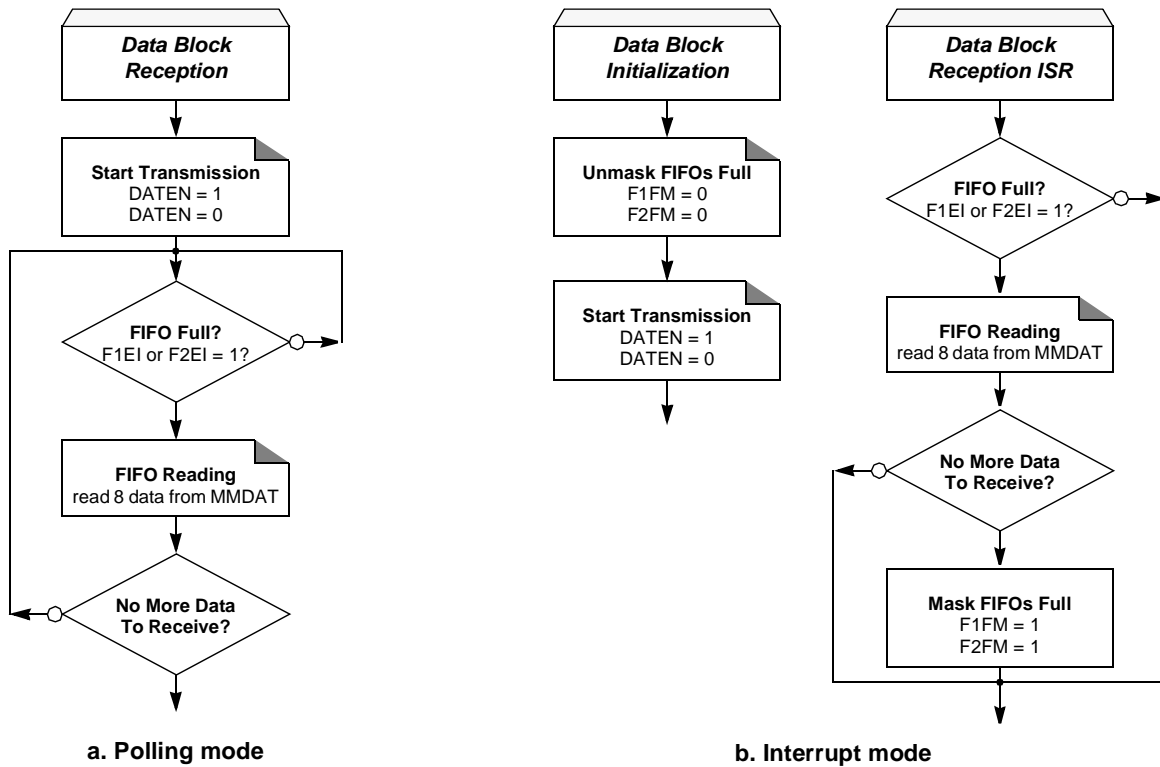 Data Block
Reception
Start Transmission
DATEN = 1
DATEN = 0
FIFO Full?
F1EI or F2EI = 1?
FIFO Reading
read 8 data from MMDAT
No More Data
To Receive?
a. Polling mode
Data Block
Initialization
Unmask FIFOs Full
F1FM = 0
F2FM = 0
Start Transmission
DATEN = 1
DATEN = 0
Data Block
Reception ISR
FIFO Full?
F1EI or F2EI = 1?
FIFO Reading
read 8 data from MMDAT
No More Data
To Receive?
Mask FIFOs Full
F1FM = 1
F2FM = 1
b. Interrupt mode